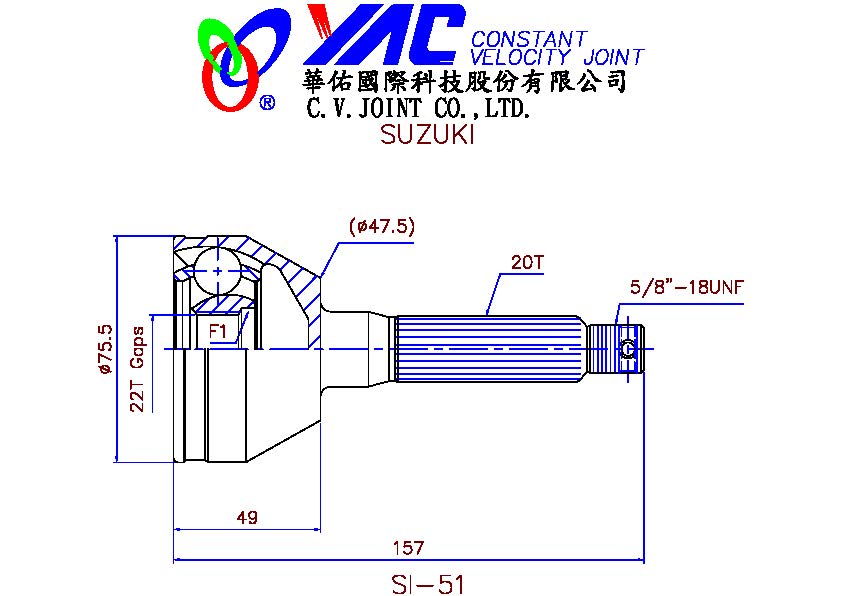 YAC CONSTANT
VELOCITY JOINT
®
華佑國際科技股份有限公司
C.V.JOINT CO.,LTD.
SUZUKI
(ø47.5)
20T
5/8"-18UNF
F1
ø75.5
22T Gaps
49
157
SI-51